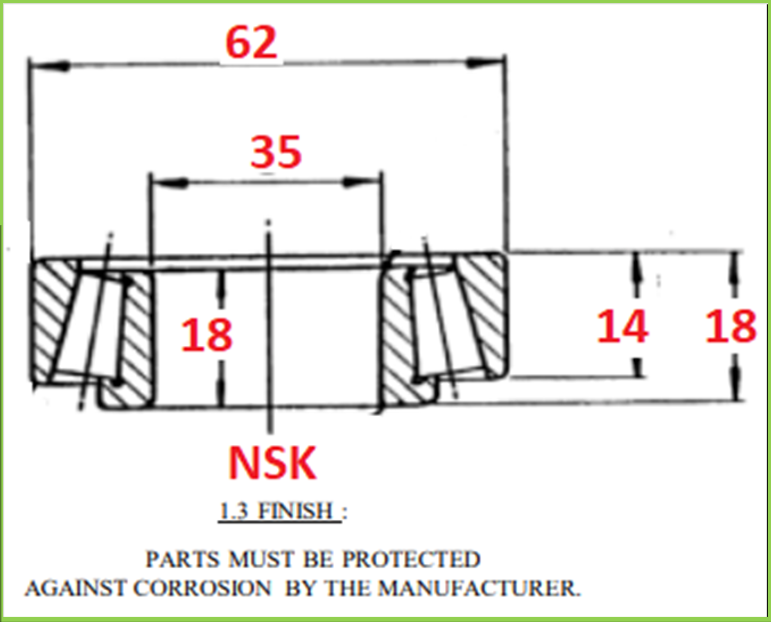 62
35
18
14
18
NSK
1.3 FINISH :
PARTS MUST BE PROTECTED
AGAINST CORROSION BY THE MANUFACTURER.